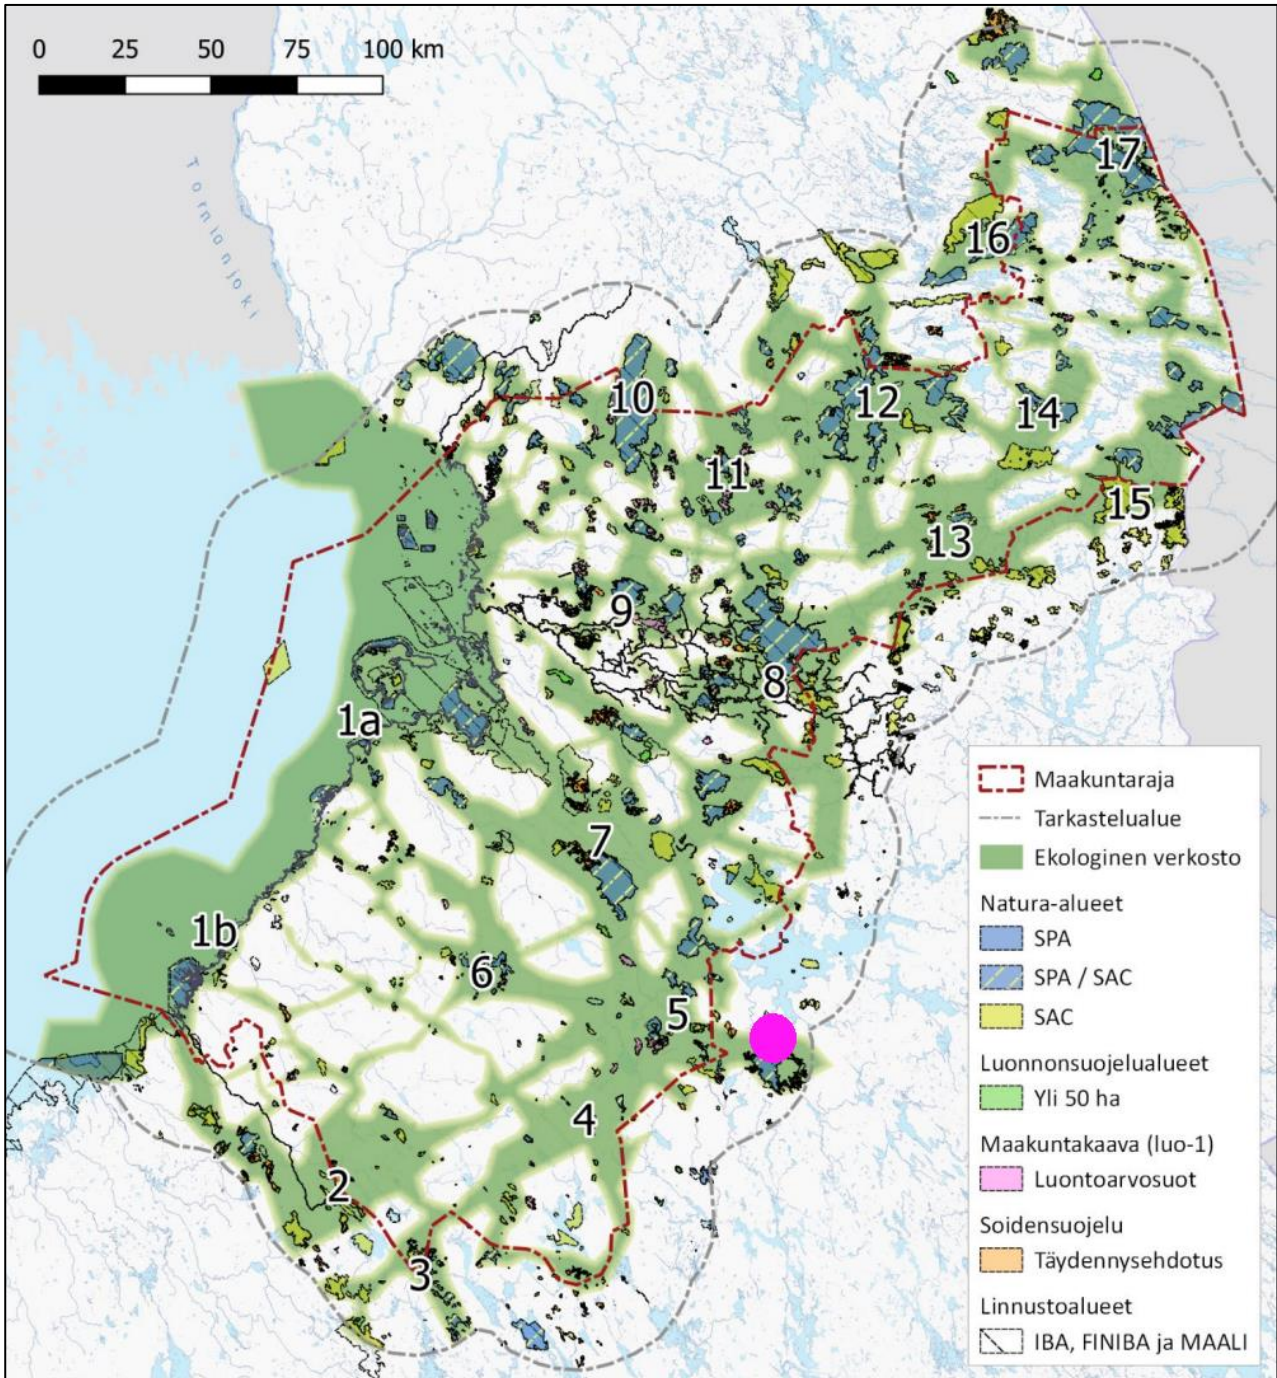 0 25 50 75 100 km
Tornionjoki
17
16
10
12
14
11
15
13
9
8
1a
7
1b
6
5
4
2
3
Maakuntaraja
Tarkastelualue
Ekologinen verkosto
Natura-alueet
SPA
SPA / SAC
SAC
Luonnonsuojelualueet
Yli 50 ha
Maakuntakaava (luo-1)
Luontoarvosuot
Soidensuojelu
Täydennysehdotus
Linnustoalueet
IBA, FINIBA ja MAALI